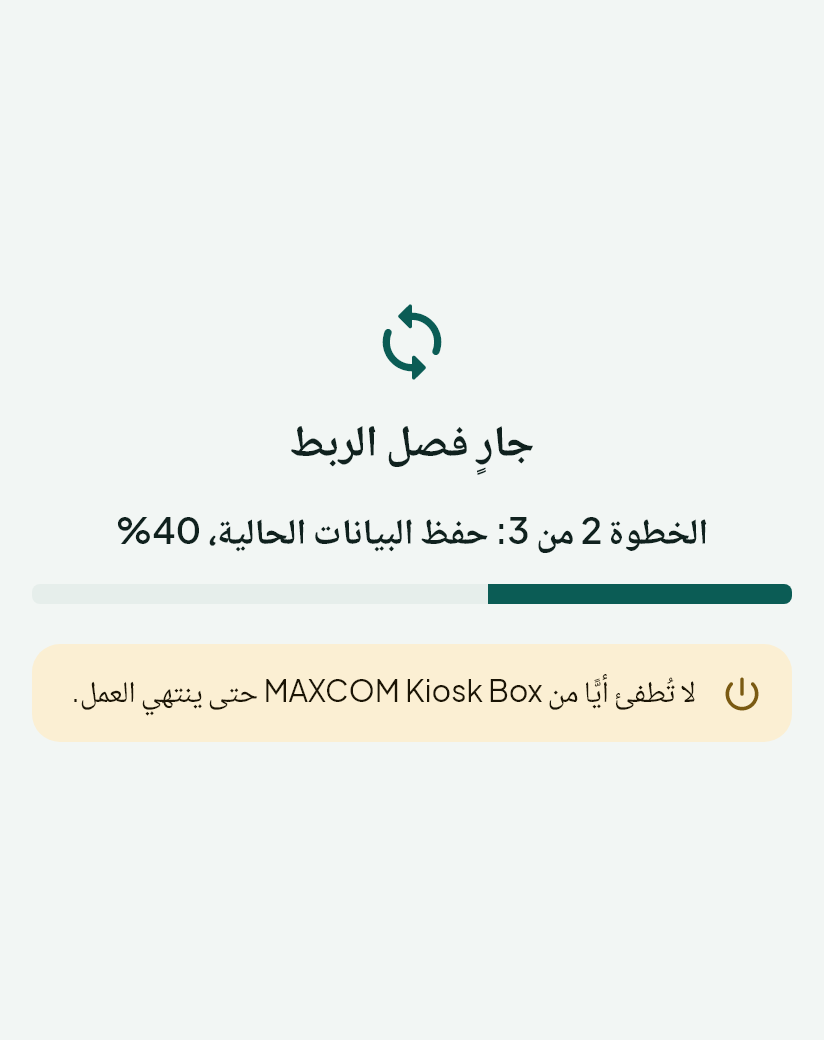 جارٍ فصل الربط
الخطوة 2 من 3: حفظ البيانات الحالية، 40%
لا تُطفئ أيًّا من MAXCOM Kiosk Box حتى ينتهي العمل.